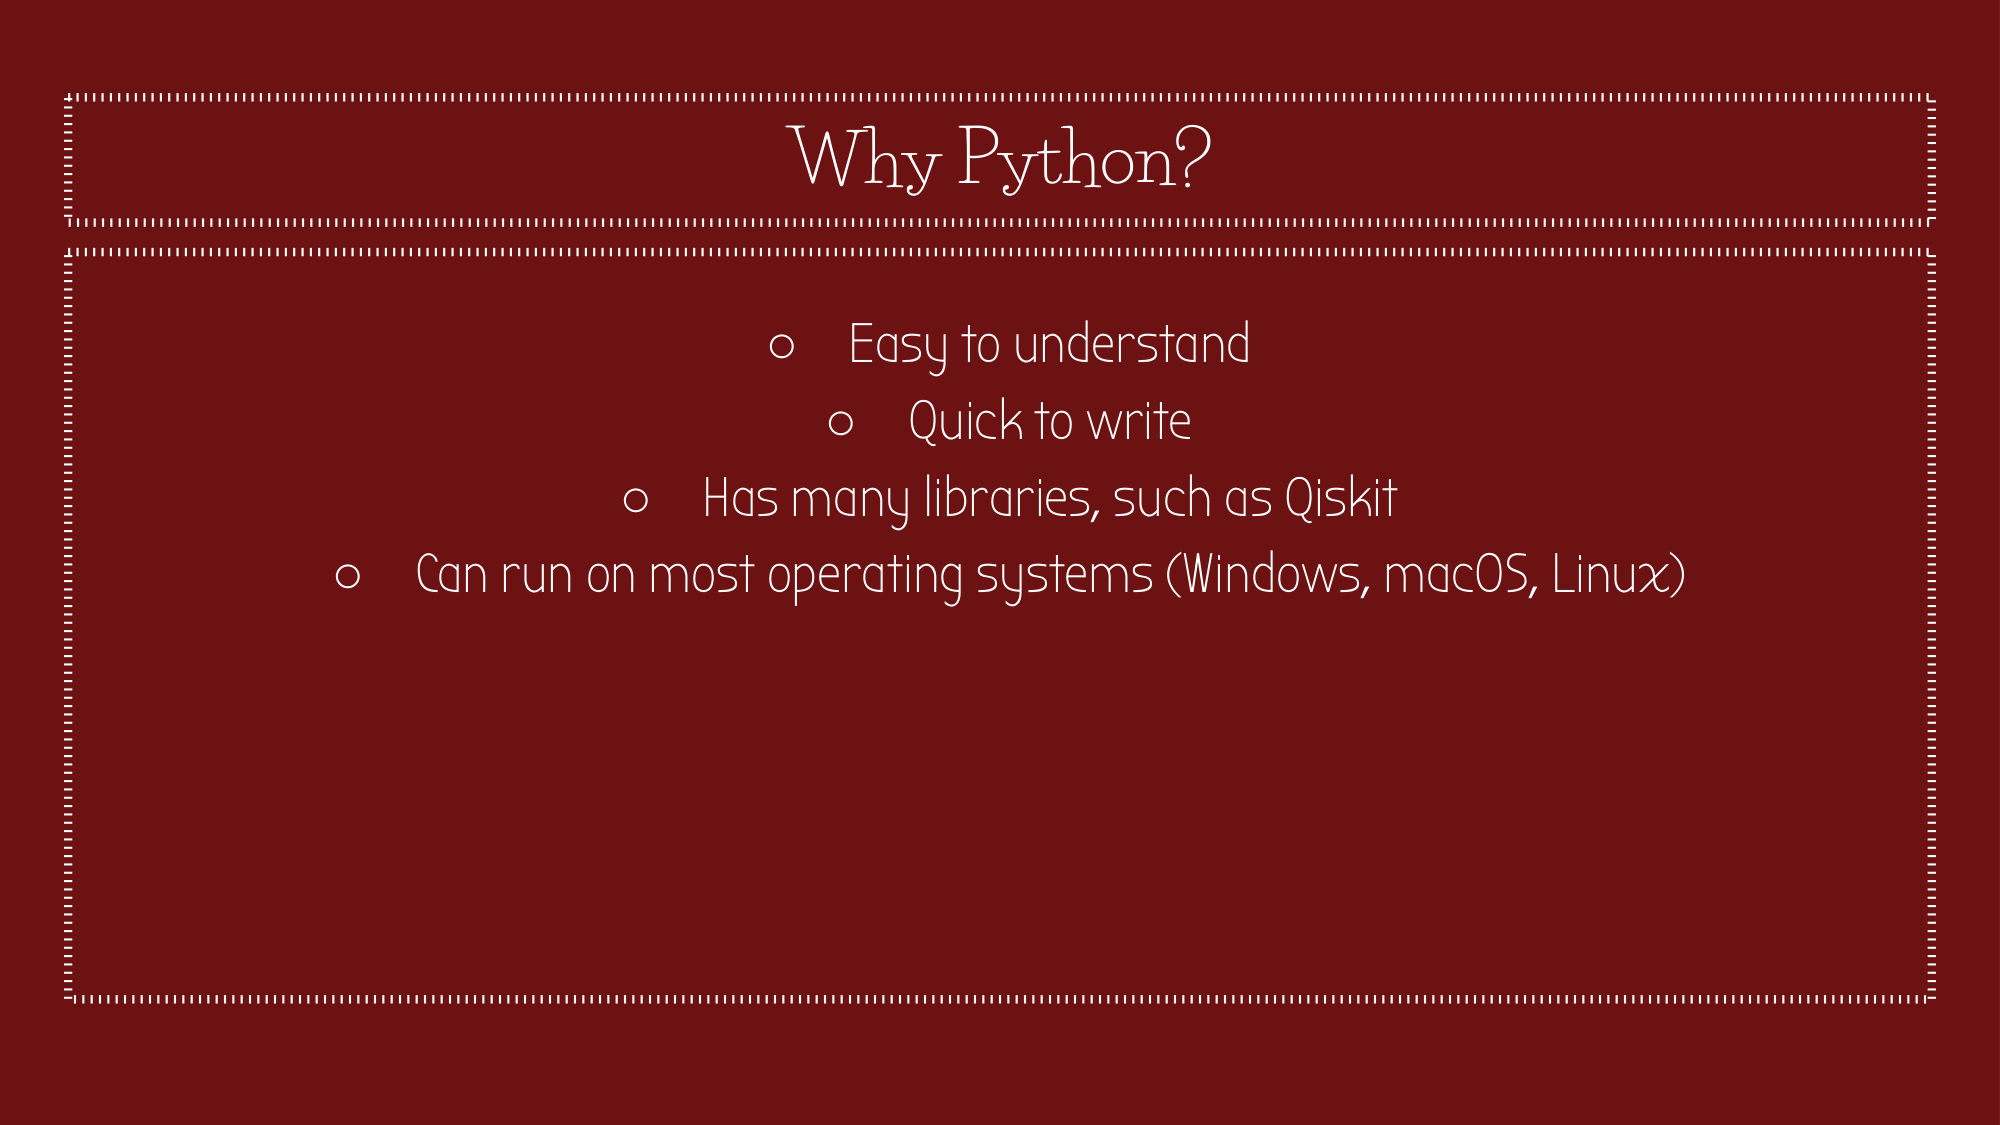 Why Python?
○ Easy to understand
○ Quick to write
○ Has many libraries, such as Qiskit
○ Can run on most operating systems (Windows, macOS, Linux)